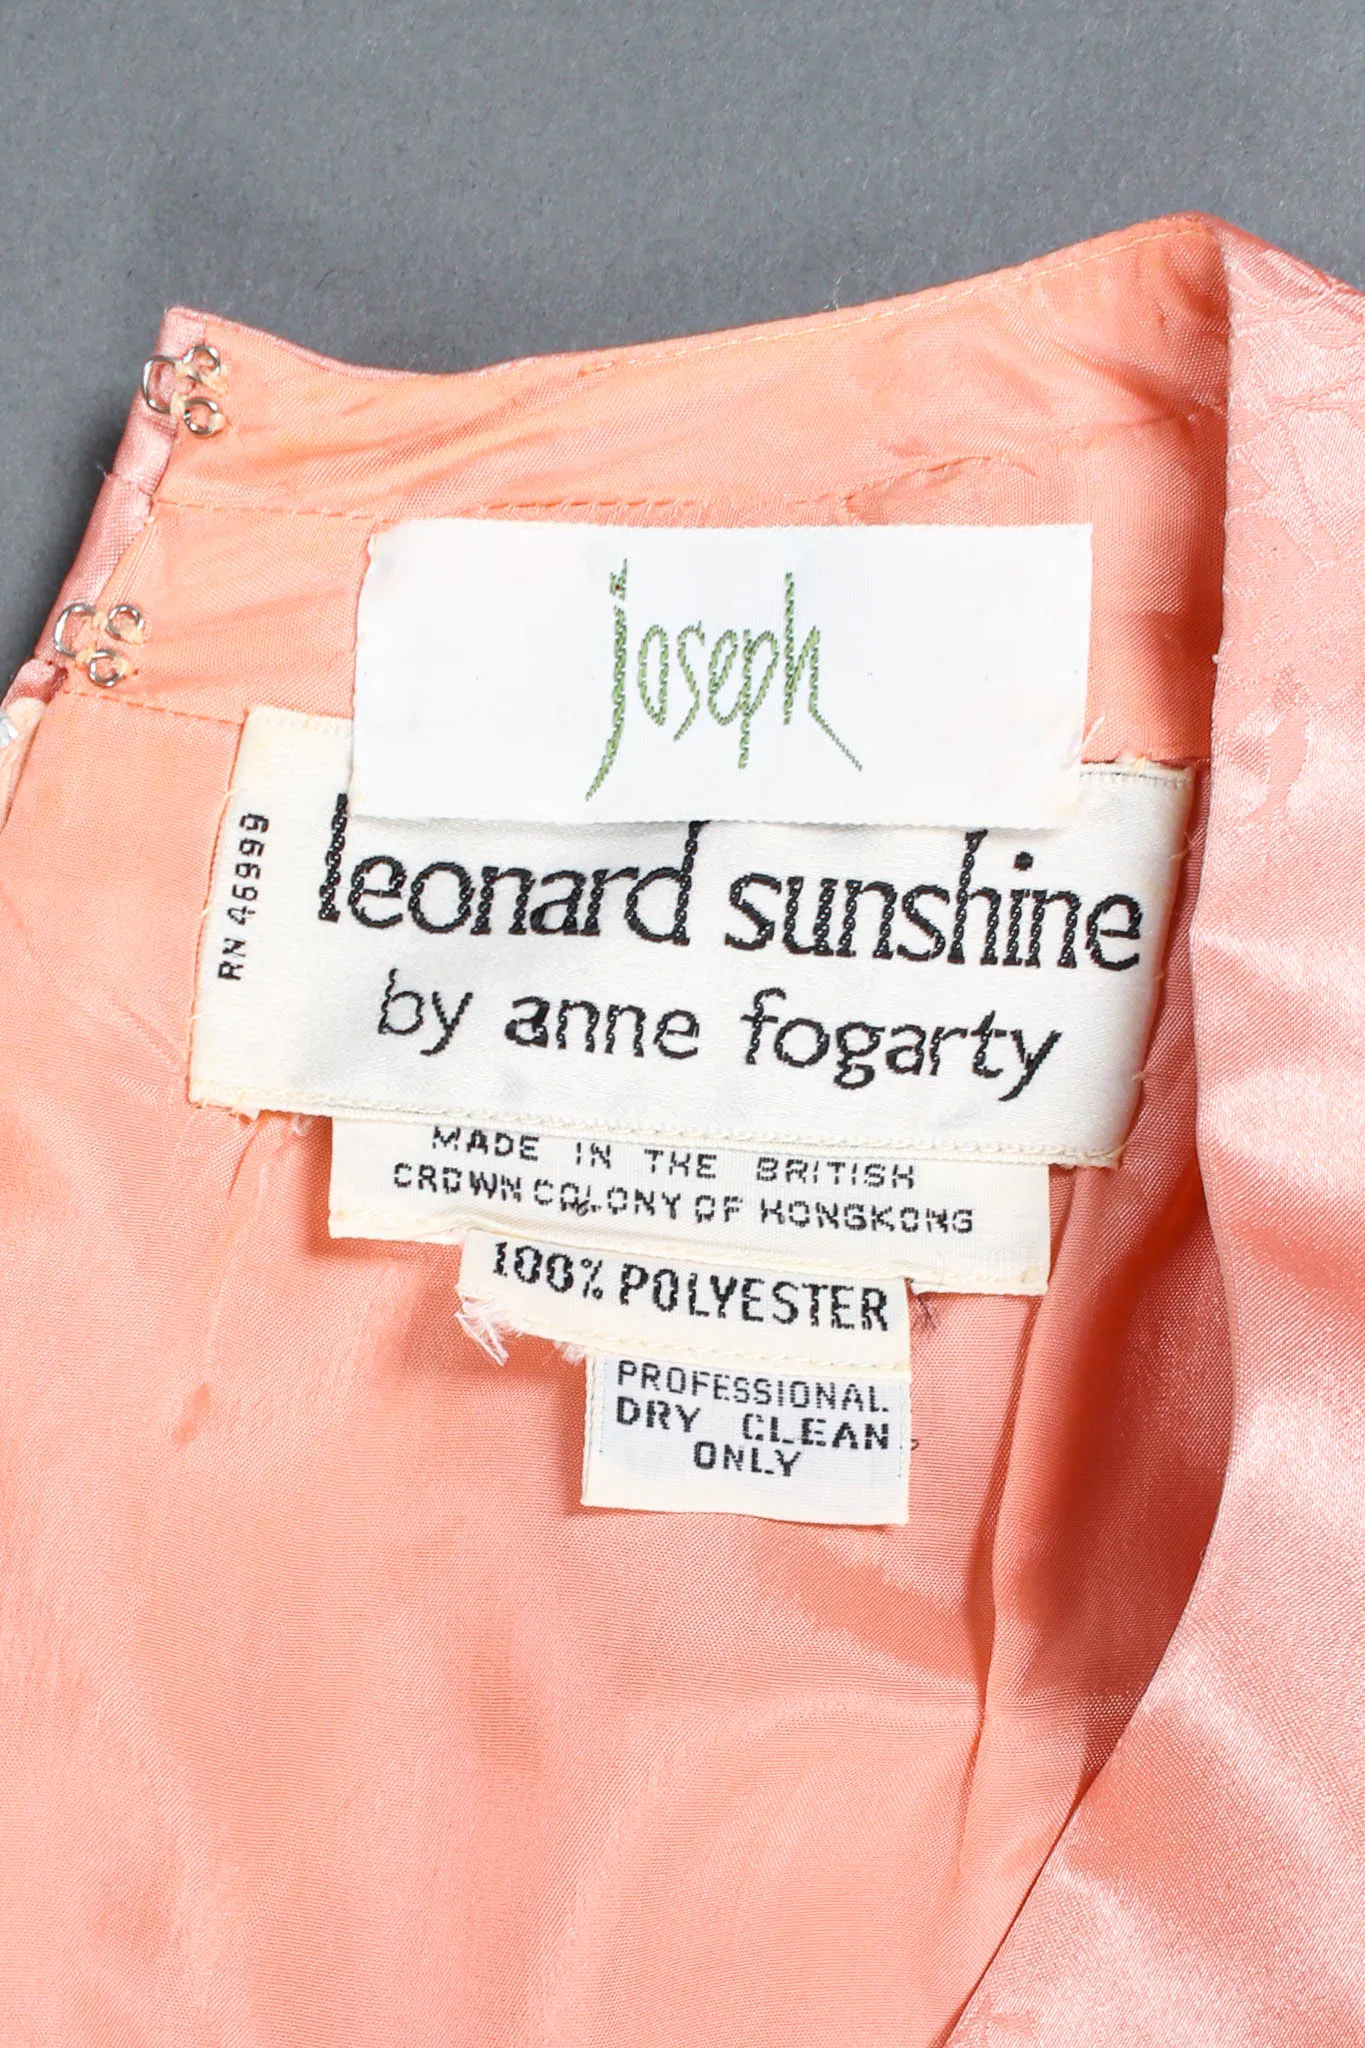 joseph
RN 46999
leonard sunshine
by anne fogarty
MADE IN THE BRITISH
CROWN COLONY OF HONGKONG
100% POLYESTER
PROFESSIONAL
DRY CLEAN
ONLY